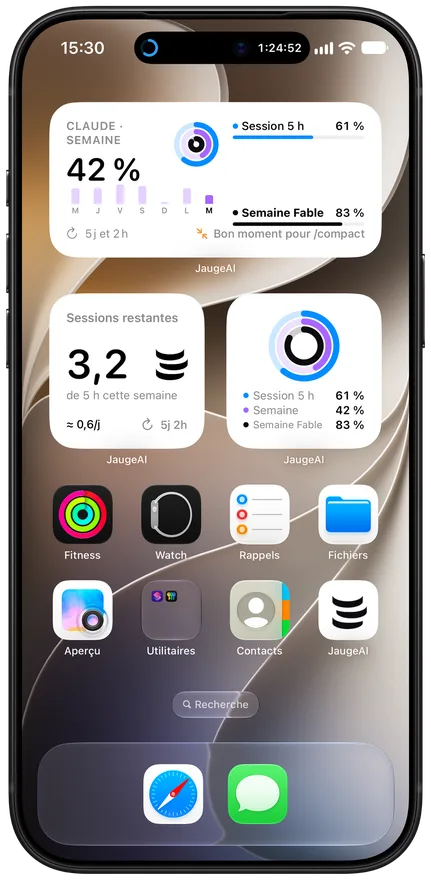 15:30
1:24:52
CLAUDE ·
SEMAINE
42 %
M J V S D L M
5j et 2h
Session 5 h 61 %
Semaine Fable 83 %
Bon moment pour /compact
JaugeAI
Sessions restantes
3,2
de 5 h cette semaine
≈ 0,6/j 5j 2h
JaugeAI
Session 5 h 61 %
Semaine 42 %
Semaine Fable 83 %
JaugeAI
Fitness Watch Rappels Fichiers
Aperçu Utilitaires Contacts JaugeAI
Recherche